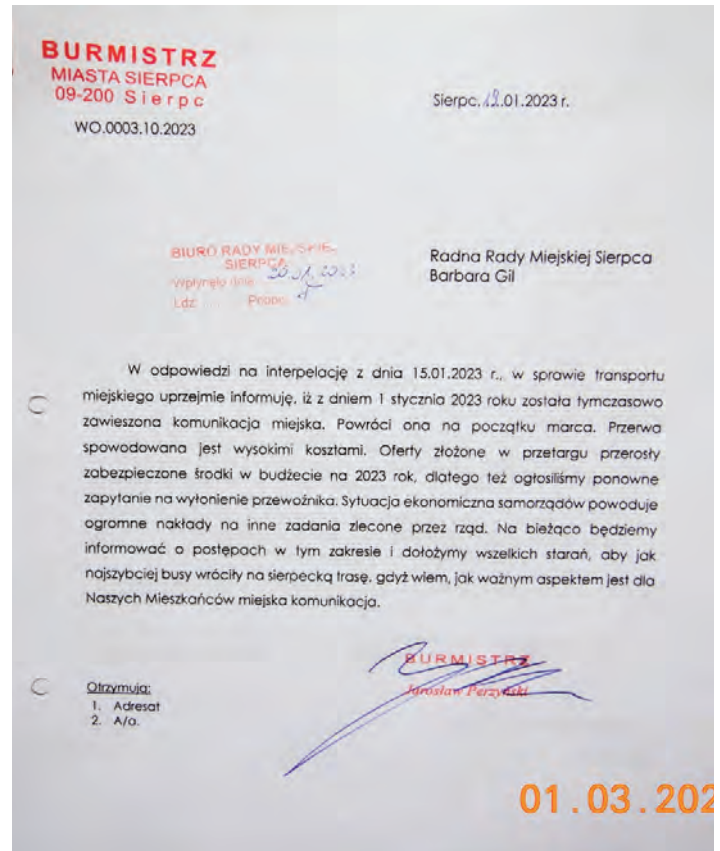 BURMISTRZ
MIASTA SIERPCA
09-200 Sierpc
WO.0003.10.2023
Sierpc, 19.01.2023 r.
BIURO RADY MIEJSKIEJ
SIERPCA
Wpłynęło dnia 20.01.2023
Ldz. Podpis
Radna Rady Miejskiej Sierpca
Barbara Gil
W odpowiedzi na interpelację z dnia 15.01.2023 r., w sprawie transportu
miejskiego uprzejmie informuję, iż z dniem 1 stycznia 2023 roku została tymczasowo
zawieszona komunikacja miejska. Powróci ona na początku marca. Przerwa
spowodowana jest wysokimi kosztami. Oferty złożone w przetargu przerosły
zabezpieczone środki w budżecie na 2023 rok, dlatego też ogłosiliśmy ponowne
zapytanie na wyłonienie przewoźnika. Sytuacja ekonomiczna samorządów powoduje
ogromne nakłady na inne zadania zlecone przez rząd. Na bieżąco będziemy
informować o postępach w tym zakresie i dołożymy wszelkich starań, aby jak
najszybciej busy wróciły na sierpecką trasę, gdyż wiem, jak ważnym aspektem jest dla
Naszych Mieszkańców miejska komunikacja.
BURMISTRZ
Jarosław Perzyński
Otrzymują:
1. Adresat
2. A/a.
01.03.202